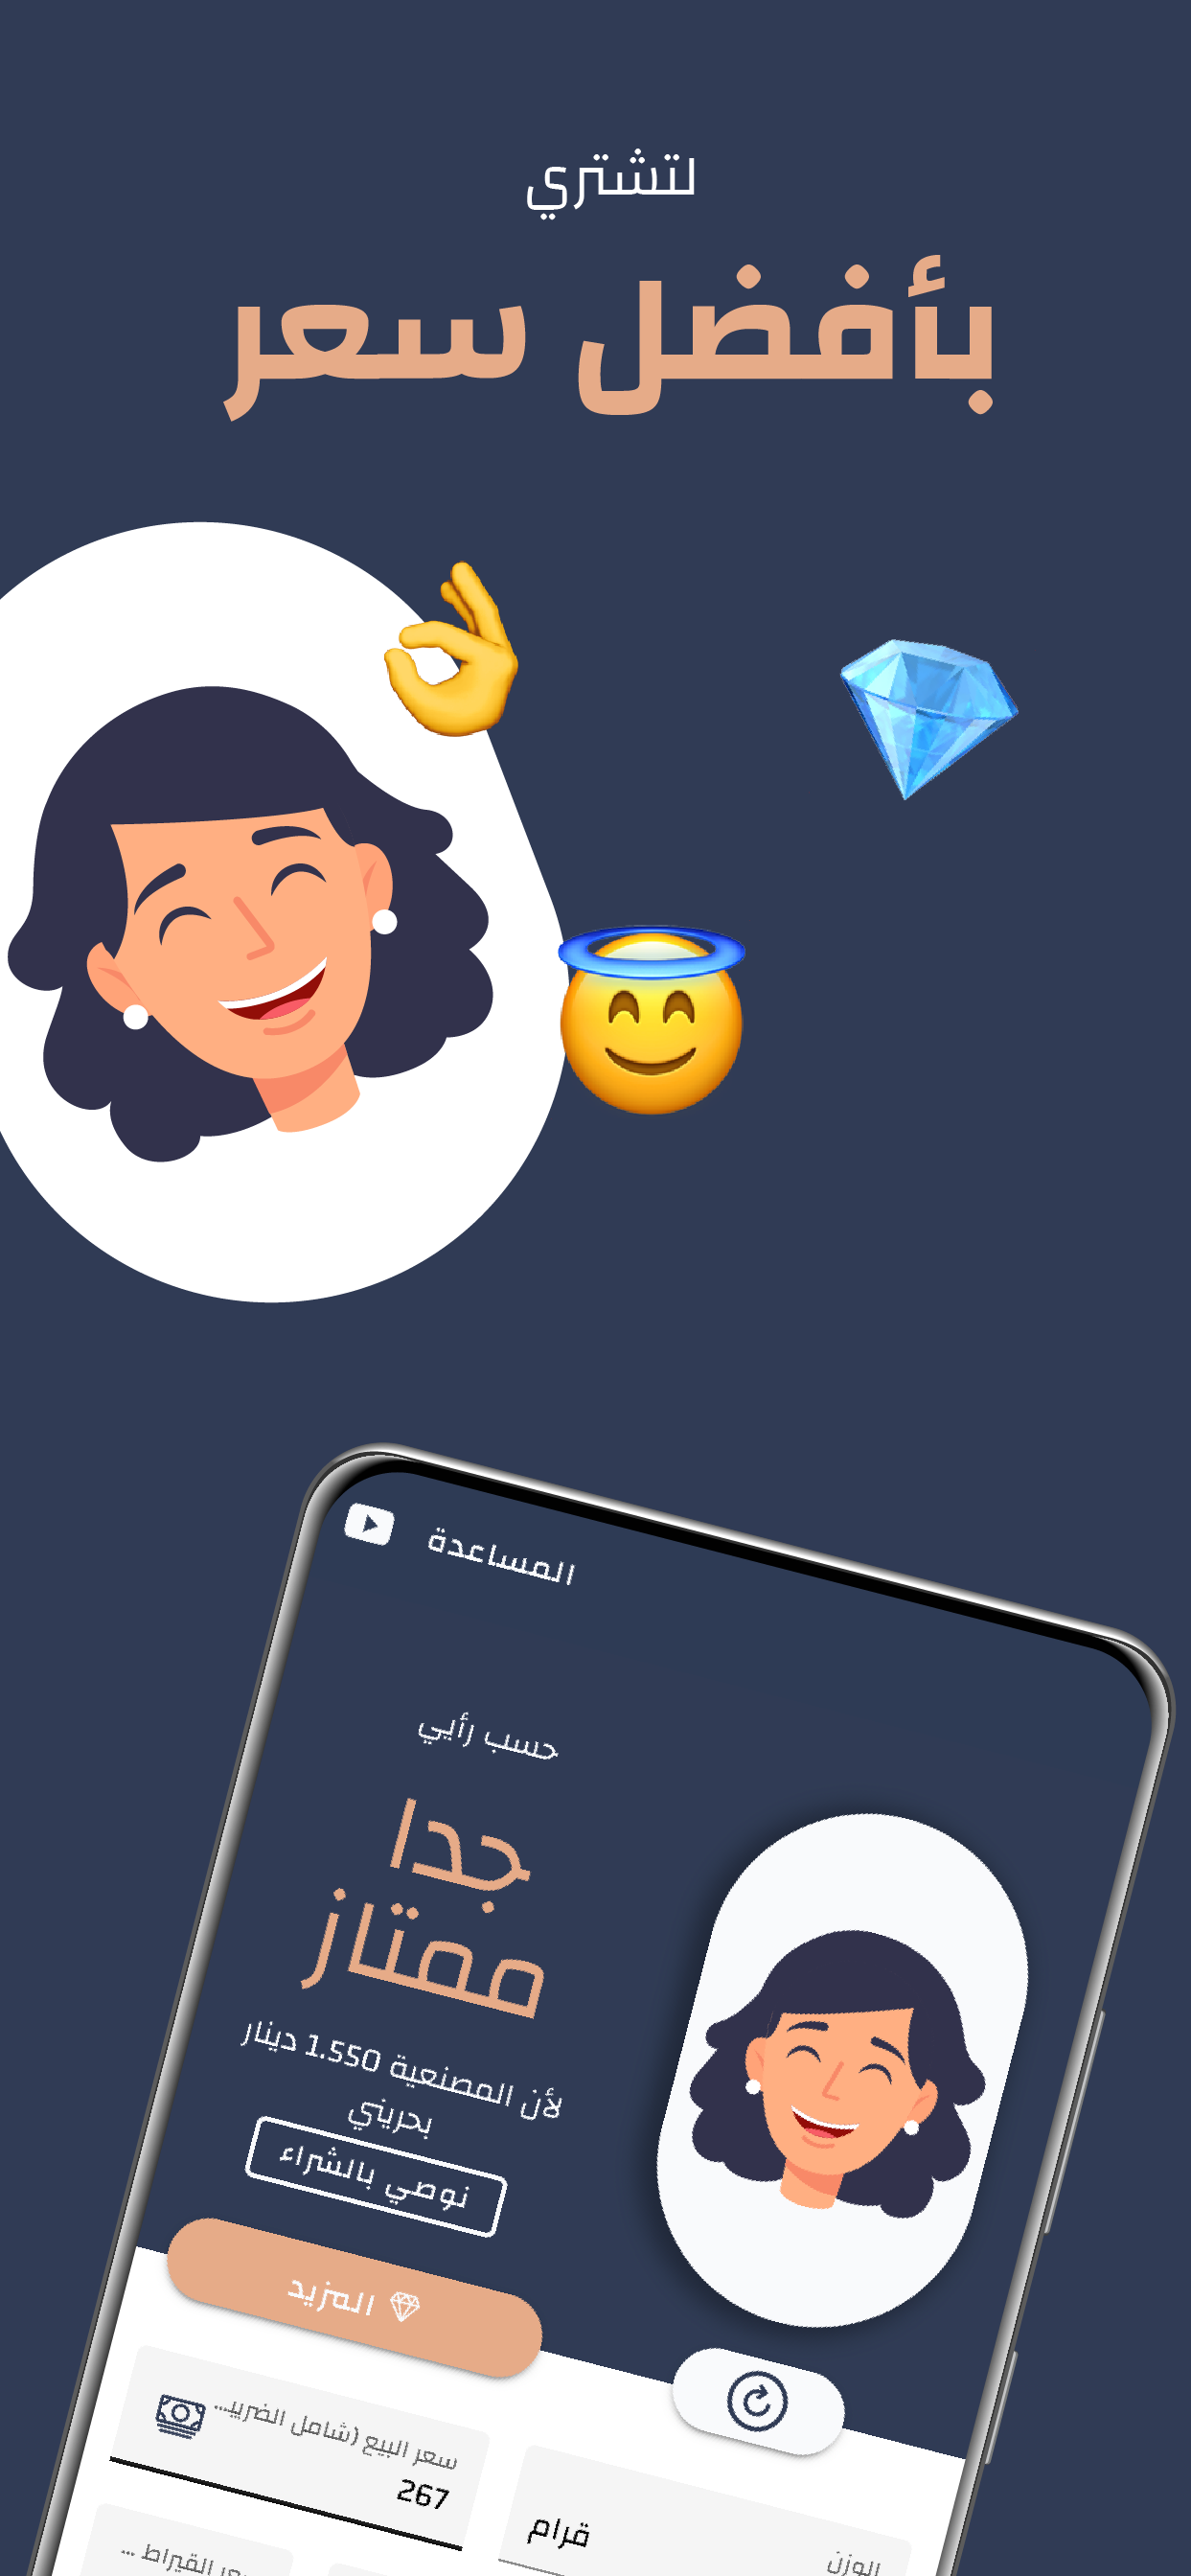 لتشتري
بأفضل سعر
المساعدة
حسب رأيي
جدا
ممتاز
لأن المصنعية 1.550 دينار
بحريني
نوصي بالشراء
المزيد
سعر البيع (شامل الضريبـ...
267
الوزن
قرام
القيراط ...